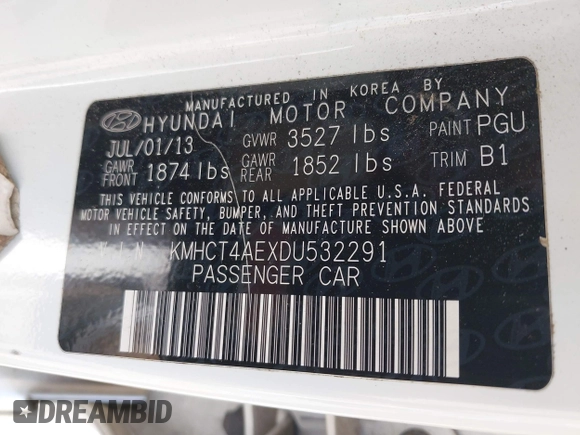 MANUFACTURED IN KOREA BY
HYUNDAI MOTOR COMPANY
JUL/01/13 GVWR 3527 lbs PAINT PGU
GAWR FRONT 1874 lbs GAWR REAR 1852 lbs TRIM B1
THIS VEHICLE CONFORMS TO ALL APPLICABLE U.S.A. FEDERAL
MOTOR VEHICLE SAFETY, BUMPER, AND THEFT PREVENTION STANDARDS
IN EFFECT ON THE DATE OF MANUFACTURE SHOWN ABOVE.
V I N KMHCT4AEXDU532291
PASSENGER CAR
DREAMBID